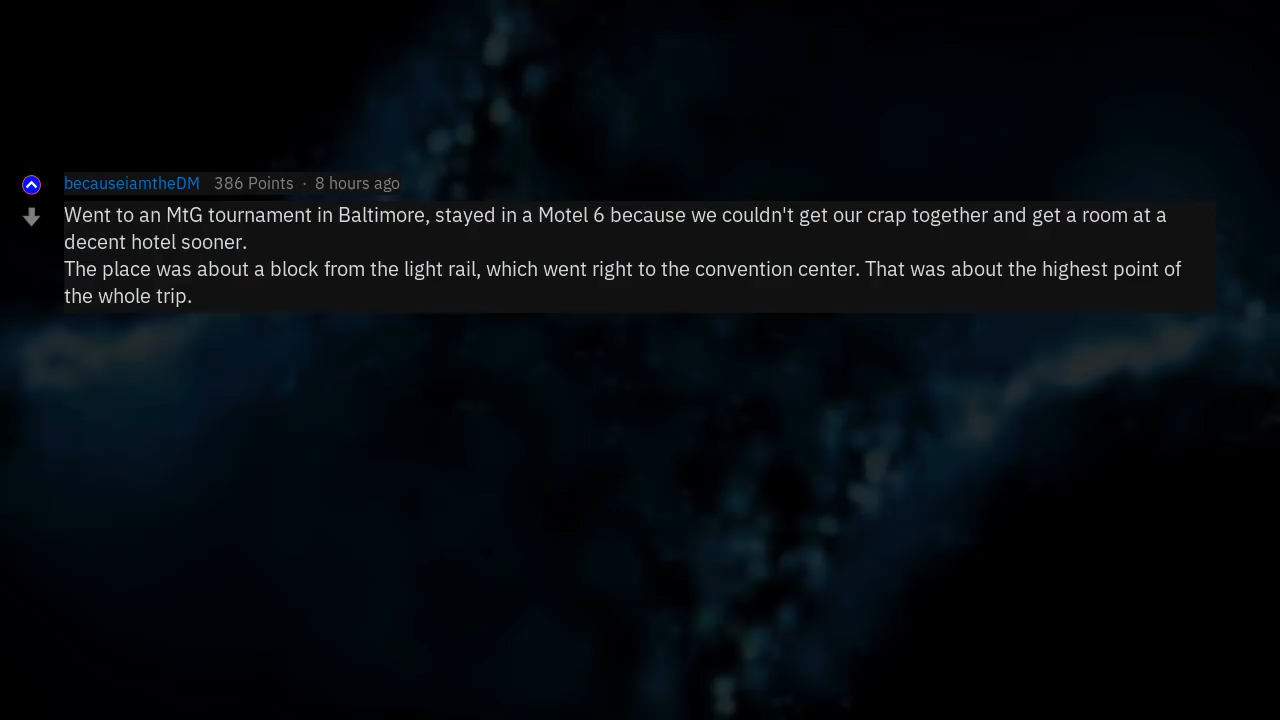 becauseiamtheDM 386 Points · 8 hours ago
Went to an MtG tournament in Baltimore, stayed in a Motel 6 because we couldn't get our crap together and get a room at a
decent hotel sooner.
The place was about a block from the light rail, which went right to the convention center. That was about the highest point of
the whole trip.